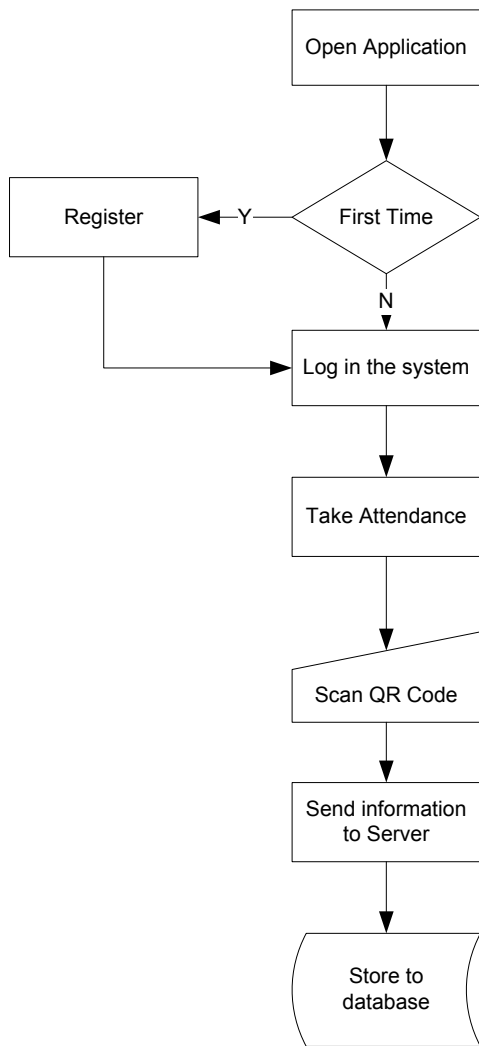 Open Application
First Time
Y
Register
N
Log in the system
Take Attendance
Scan QR Code
Send information
to Server
Store to
database